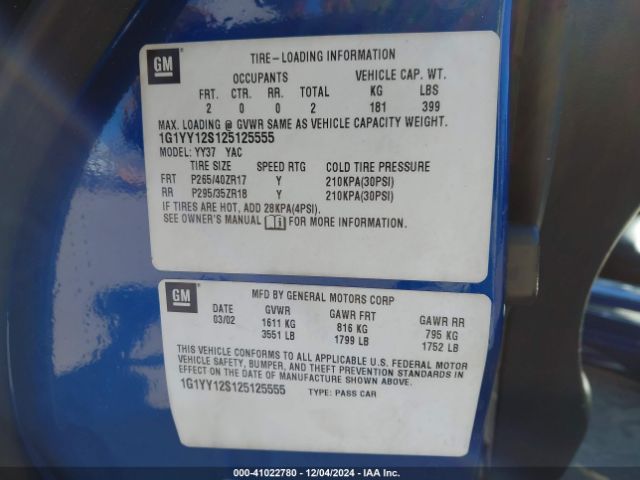 GM
TIRE-LOADING INFORMATION
OCCUPANTS VEHICLE CAP. WT.
FRT. CTR. RR. TOTAL KG LBS
2 0 0 2 181 399
MAX. LOADING @ GVWR SAME AS VEHICLE CAPACITY WEIGHT.
1G1YY12S125125555
MODEL: YY37 YAC
TIRE SIZE SPEED RTG COLD TIRE PRESSURE
FRT P265/40ZR17 Y 210KPA(30PSI)
RR P295/35ZR18 Y 210KPA(30PSI)
IF TIRES ARE HOT, ADD 28KPA(4PSI).
SEE OWNER'S MANUAL FOR MORE INFORMATION.
GM
MFD BY GENERAL MOTORS CORP
DATE GVWR GAWR FRT GAWR RR
03/02 1611 KG 816 KG 795 KG
3551 LB 1799 LB 1752 LB
THIS VEHICLE CONFORMS TO ALL APPLICABLE U.S. FEDERAL MOTOR
VEHICLE SAFETY, BUMPER, AND THEFT PREVENTION STANDARDS IN
EFFECT ON THE DATE OF MANUFACTURE SHOWN ABOVE.
1G1YY12S125125555 TYPE: PASS CAR
000-41022780 - 12/04/2024 - IAA Inc.